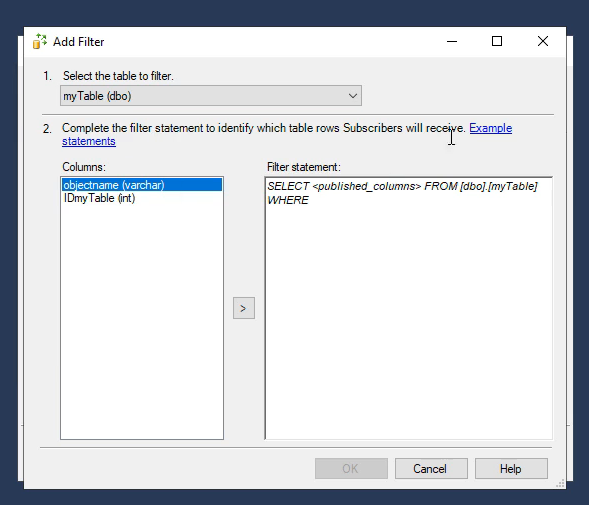 Add Filter
1. Select the table to filter.
myTable (dbo)
2. Complete the filter statement to identify which table rows Subscribers will receive. Example
statements
Columns:
objectname (varchar)
IDmyTable (int)
Filter statement:
SELECT <published_columns> FROM [dbo].[myTable]
WHERE
>
OK
Cancel
Help